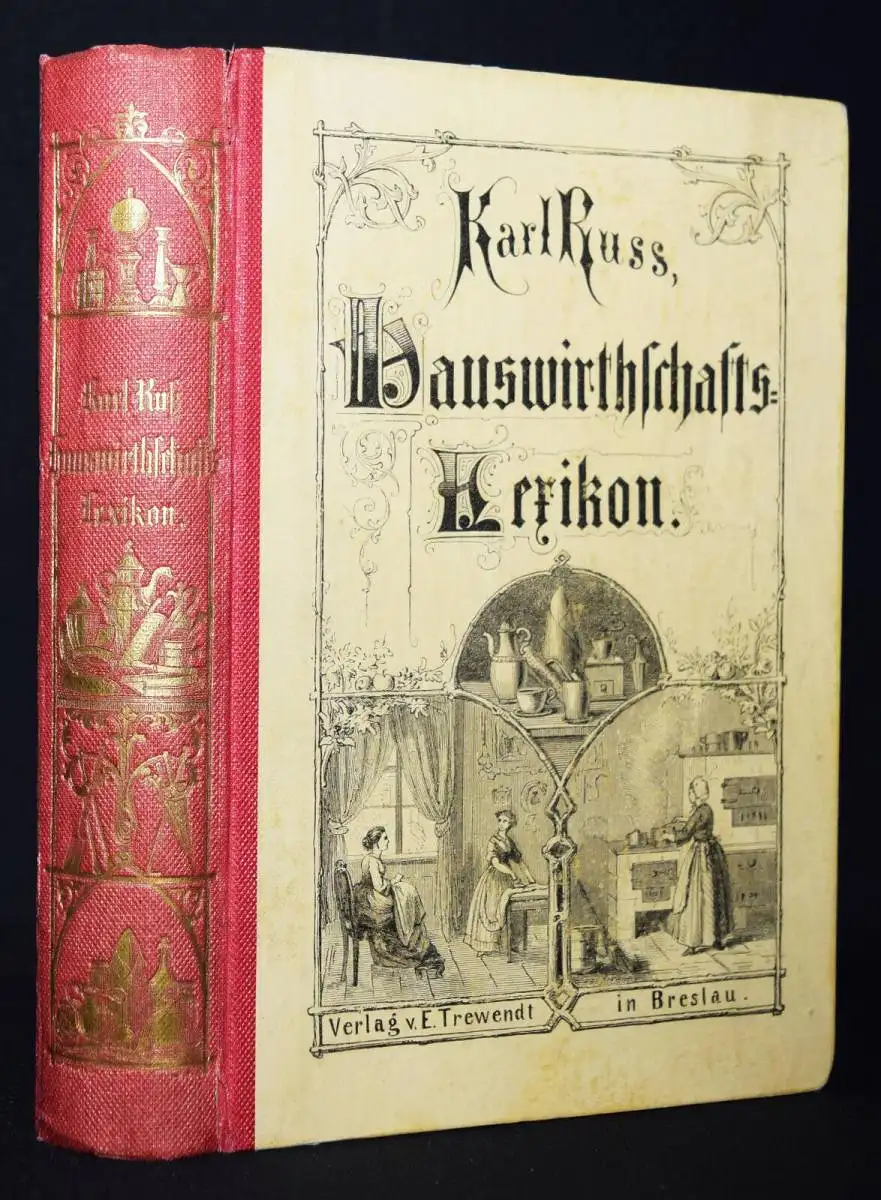 Karl Ruß
Hauswirthschafts
Lexikon.
Karl Russ,
Hauswirthschafts=
Lexikon.
Verlag v. E. Trewendt in Breslau.